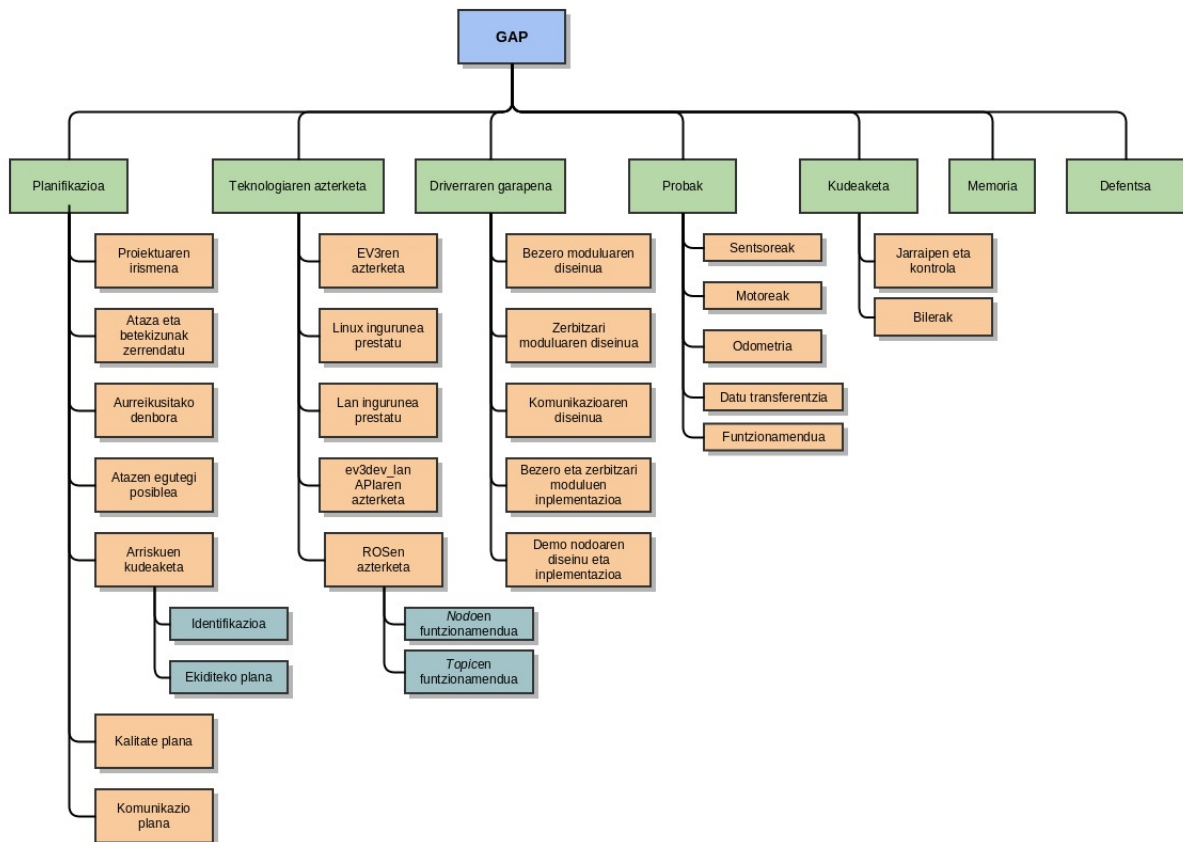 GAP
Planifikazioa
Teknologiaren azterketa
Driverraren garapena
Probak
Kudeaketa
Memoria
Defentsa
Proiektuaren
irismena
Ataza eta
betekizunak
zerrendatu
Aurreikusitako
denbora
Atazen egutegi
posiblea
Arriskuen
kudeaketa
Identifikazioa
Ekiditeko plana
Kalitate plana
Komunikazio
plana
EV3ren
azterketa
Linux ingurunea
prestatu
Lan ingurunea
prestatu
ev3dev_lan
APIaren
azterketa
ROSen
azterketa
Nodoen
funtzionamendua
Topicen
funtzionamendua
Bezero moduluaren
diseinua
Zerbitzari
moduluaren diseinua
Komunikazioaren
diseinua
Bezero eta zerbitzari
moduluen
inplementazioa
Demo nodoaren
diseinu eta
inplementazioa
Sentsoreak
Motoreak
Odometria
Datu transferentzia
Funtzionamendua
Jarraipen eta
kontrola
Bilerak